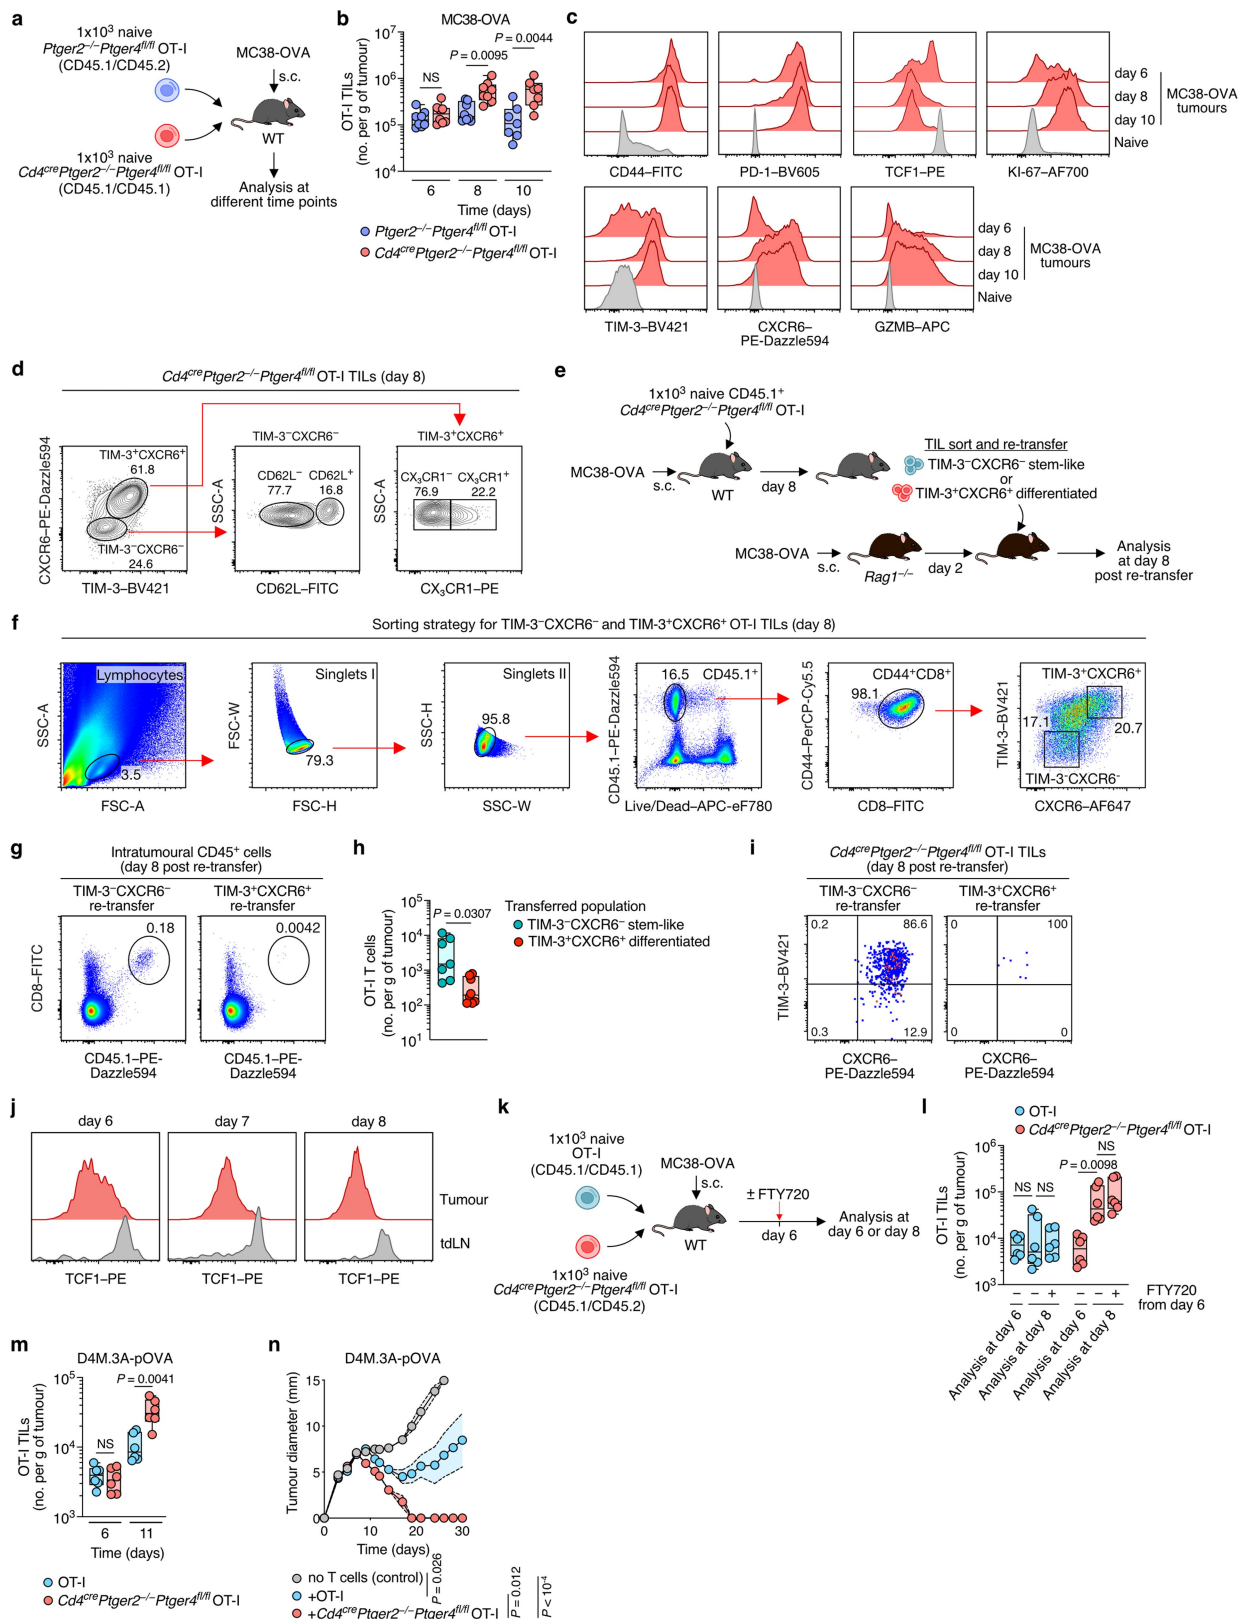 a
1x10³ naive
Ptger2–/–Ptger4fl/fl OT-I
(CD45.1/CD45.2)
MC38-OVA
s.c.
WT
1x10³ naive
Cd4crePtger2–/–Ptger4fl/fl OT-I
(CD45.1/CD45.1)
Analysis at
different time points
b
MC38-OVA
OT-I TILs
(no. per g of tumour)
10⁷
10⁶
10⁵
10⁴
NS
P = 0.0095
P = 0.0044
6
8
10
Time (days)
Ptger2–/–Ptger4fl/fl OT-I
Cd4crePtger2–/–Ptger4fl/fl OT-I
c
day 6
day 8
day 10
Naive
MC38-OVA
tumours
CD44–FITC
PD-1–BV605
TCF1–PE
KI-67–AF700
day 6
day 8
day 10
Naive
MC38-OVA
tumours
TIM-3–BV421
CXCR6–
PE-Dazzle594
GZMB–APC
d
Cd4crePtger2–/–Ptger4fl/fl OT-I TILs (day 8)
CXCR6–PE-Dazzle594
TIM-3+CXCR6+
61.8
TIM-3–CXCR6–
24.6
TIM-3–BV421
TIM-3–CXCR6–
SSC-A
CD62L–
77.7
CD62L+
16.8
CD62L–FITC
TIM-3+CXCR6+
SSC-A
CX₃CR1–
76.9
CX₃CR1+
22.2
CX₃CR1–PE
e
1x10³ naive CD45.1+
Cd4crePtger2–/–Ptger4fl/fl OT-I
MC38-OVA
s.c.
WT
day 8
TIL sort and re-transfer
TIM-3–CXCR6– stem-like
or
TIM-3+CXCR6+ differentiated
MC38-OVA
s.c.
Rag1–/–
day 2
Analysis
at day 8
post re-transfer
f
Sorting strategy for TIM-3–CXCR6– and TIM-3+CXCR6+ OT-I TILs (day 8)
SSC-A
Lymphocytes
3.5
FSC-A
FSC-W
Singlets I
79.3
FSC-H
SSC-H
Singlets II
95.8
SSC-W
CD45.1–PE-Dazzle594
16.5
CD45.1+
Live/Dead–APC-eF780
CD44–PerCP-Cy5.5
CD44+CD8+
98.1
CD8–FITC
TIM-3–BV421
TIM-3+CXCR6+
17.1
20.7
TIM-3–CXCR6-
CXCR6–AF647
g
Intratumoural CD45+ cells
(day 8 post re-transfer)
TIM-3–CXCR6–
re-transfer
TIM-3+CXCR6+
re-transfer
CD8–FITC
0.18
0.0042
CD45.1–PE-
Dazzle594
CD45.1–PE-
Dazzle594
h
OT-I T cells
(no. per g of tumour)
10⁵
10⁴
10³
10²
10¹
P = 0.0307
Transferred population
TIM-3–CXCR6– stem-like
TIM-3+CXCR6+ differentiated
i
Cd4crePtger2–/–Ptger4fl/fl OT-I TILs
(day 8 post re-transfer)
TIM-3–CXCR6–
re-transfer
TIM-3+CXCR6+
re-transfer
TIM-3–BV421
0.2
86.6
0.3
12.9
0
100
0
0
CXCR6–
PE-Dazzle594
CXCR6–
PE-Dazzle594
j
day 6
day 7
day 8
Tumour
tdLN
TCF1–PE
TCF1–PE
TCF1–PE
k
1x10³ naive
OT-I
(CD45.1/CD45.1)
MC38-OVA
s.c.
WT
± FTY720
day 6
Analysis at
day 6 or day 8
1x10³ naive
Cd4crePtger2–/–Ptger4fl/fl OT-I
(CD45.1/CD45.2)
l
OT-I
Cd4crePtger2–/–Ptger4fl/fl OT-I
OT-I TILs
(no. per g of tumour)
10⁶
10⁵
10⁴
10³
NS
NS
P = 0.0098
NS
– – + – – +
FTY720
from day 6
Analysis at day 6
Analysis at day 8
Analysis at day 6
Analysis at day 8
m
D4M.3A-pOVA
OT-I TILs
(no. per g of tumour)
10⁵
10⁴
10³
NS
P = 0.0041
6
11
Time (days)
OT-I
Cd4crePtger2–/–Ptger4fl/fl OT-I
n
D4M.3A-pOVA
Tumour diameter (mm)
15
10
5
0
0
10
20
30
Time (days)
no T cells (control)
+OT-I
+Cd4crePtger2–/–Ptger4fl/fl OT-I
P = 0.026
P = 0.012
P < 10⁻⁴